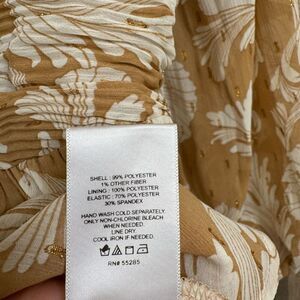 SHELL : 99% POLYESTER
1% OTHER FIBER
LINING : 100% POLYESTER
ELASTIC : 70% POLYESTER
30% SPANDEX
HAND WASH COLD SEPARATELY
ONLY NON-CHLORINE BLEACH
WHEN NEEDED.
LINE DRY
COOL IRON IF NEEDED.
RN# 55285